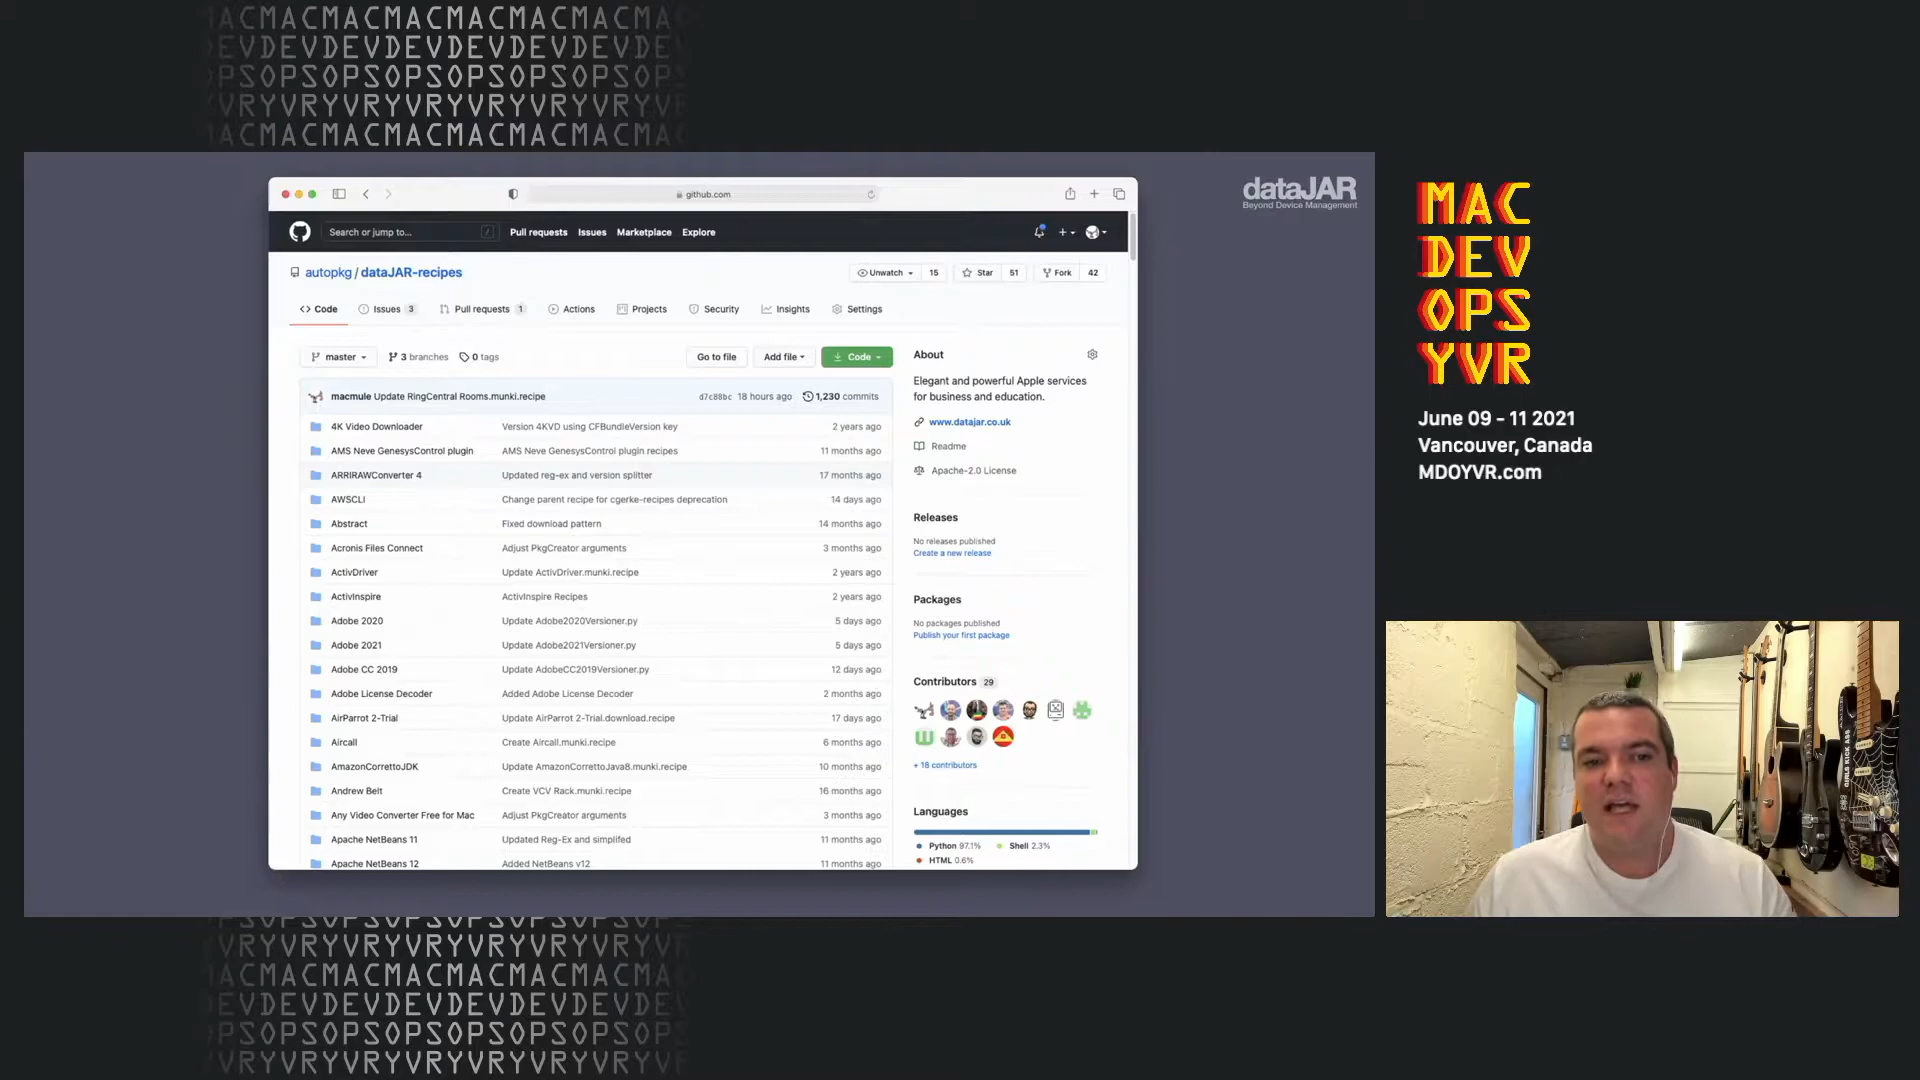 MACMACMACMACMACMACMACMAC
DEVDEVDEVDEVDEVDEVDEVDEV
OPSOPSOPSOPSOPSOPSOPSOPS
YVRYVRYVRYVRYVRYVRYVRYVR
MACMACMACMACMACMACMACMAC
dataJAR
Beyond Device Management
github.com
Search or jump to...
/
Pull requests
Issues
Marketplace
Explore
autopkg / dataJAR-recipes
Unwatch 15
Star 51
Fork 42
Code
Issues 3
Pull requests 1
Actions
Projects
Security
Insights
Settings
master
3 branches
0 tags
Go to file
Add file
Code
macmule Update RingCentral Rooms.munki.recipe d7c88bc 18 hours ago 1,230 commits
4K Video Downloader Version 4KVD using CFBundleVersion key 2 years ago
AMS Neve GenesysControl plugin AMS Neve GenesysControl plugin recipes 11 months ago
ARRIRAWConverter 4 Updated reg-ex and version splitter 17 months ago
AWSCLI Change parent recipe for cgerke-recipes deprecation 14 days ago
Abstract Fixed download pattern 14 months ago
Acronis Files Connect Adjust PkgCreator arguments 3 months ago
ActivDriver Update ActivDriver.munki.recipe 2 years ago
ActivInspire ActivInspire Recipes 2 years ago
Adobe 2020 Update Adobe2020Versioner.py 5 days ago
Adobe 2021 Update Adobe2021Versioner.py 5 days ago
Adobe CC 2019 Update AdobeCC2019Versioner.py 12 days ago
Adobe License Decoder Added Adobe License Decoder 2 months ago
AirParrot 2-Trial Update AirParrot 2-Trial.download.recipe 17 days ago
Aircall Create Aircall.munki.recipe 6 months ago
AmazonCorrettoJDK Update AmazonCorrettoJava8.munki.recipe 10 months ago
Andrew Belt Create VCV Rack.munki.recipe 16 months ago
Any Video Converter Free for Mac Adjust PkgCreator arguments 3 months ago
Apache NetBeans 11 Updated Reg-Ex and simplifed 11 months ago
Apache NetBeans 12 Added NetBeans v12 11 months ago
About
Elegant and powerful Apple services
for business and education.
www.datajar.co.uk
Readme
Apache-2.0 License
Releases
No releases published
Create a new release
Packages
No packages published
Publish your first package
Contributors 29
+ 18 contributors
Languages
Python 97.1% Shell 2.3%
HTML 0.6%
MAC
DEV
OPS
YVR
June 09 - 11 2021
Vancouver, Canada
MDOYVR.com
GIRLS KICK ASS
KORN
OPSOPSOPSOPSOPSOPSOPSOPS
YVRYVRYVRYVRYVRYVRYVRYVR
MACMACMACMACMACMACMACMAC
DEVDEVDEVDEVDEVDEVDEVDEV
OPSOPSOPSOPSOPSOPSOPSOPS
YVRYVRYVRYVRYVRYVRYVRYVR